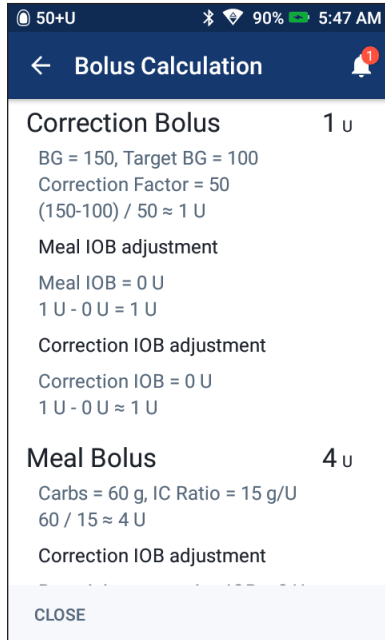 50+U 90% 5:47 AM
Bolus Calculation 1
Correction Bolus 1 U
BG = 150, Target BG = 100
Correction Factor = 50
(150-100) / 50 ≈ 1 U
Meal IOB adjustment
Meal IOB = 0 U
1 U - 0 U = 1 U
Correction IOB adjustment
Correction IOB = 0 U
1 U - 0 U ≈ 1 U
Meal Bolus 4 U
Carbs = 60 g, IC Ratio = 15 g/U
60 / 15 ≈ 4 U
Correction IOB adjustment
CLOSE